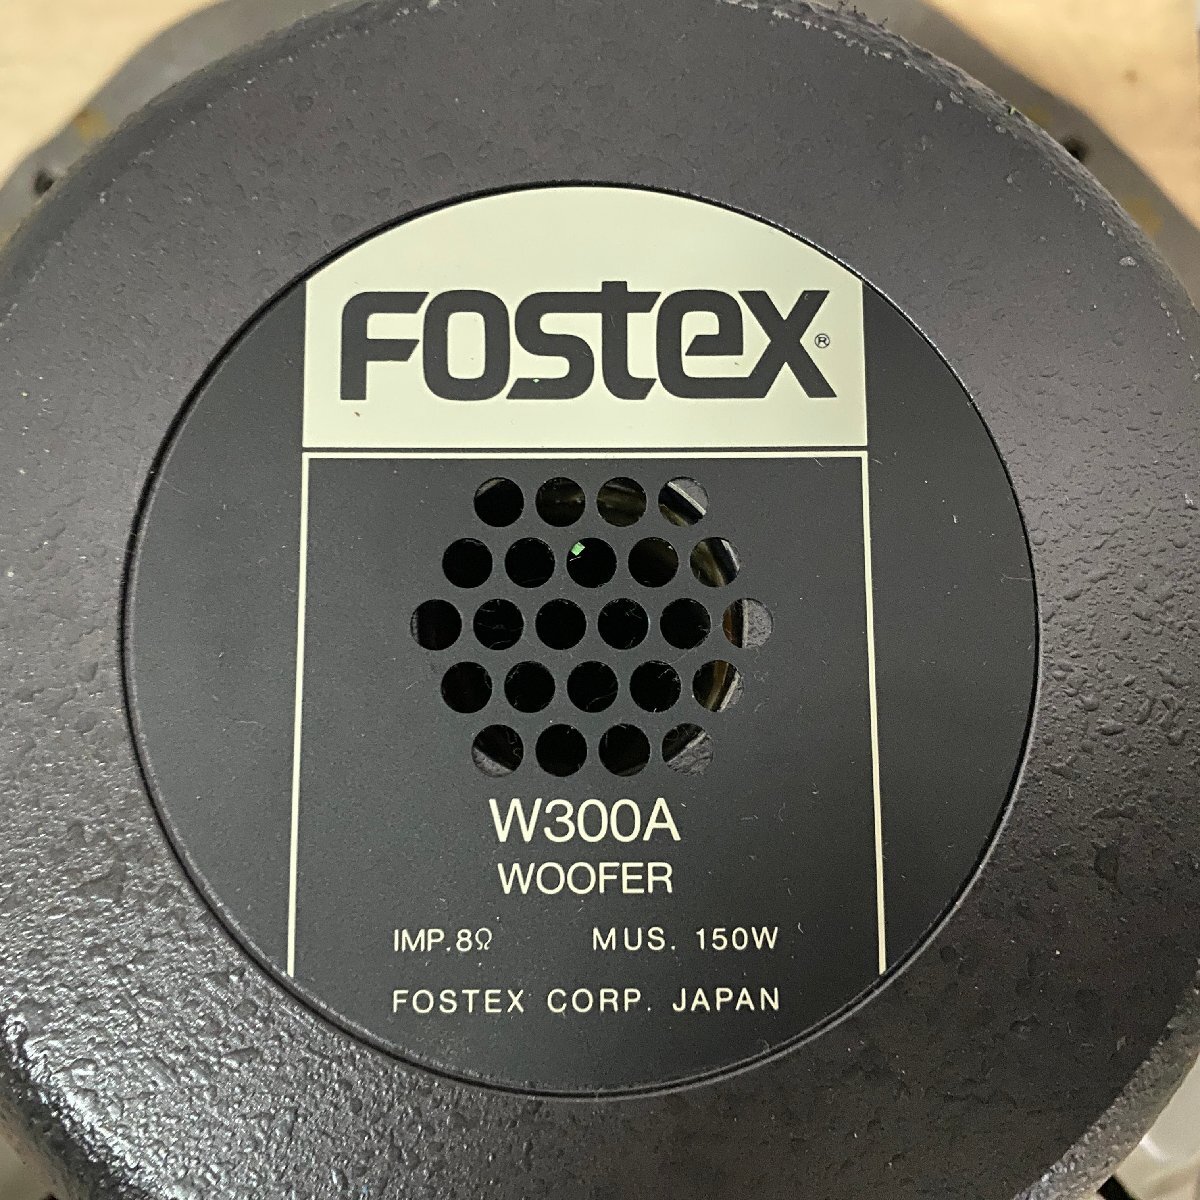 FOSTEX®
W300A
WOOFER
IMP.8Ω MUS. 150W
FOSTEX CORP. JAPAN